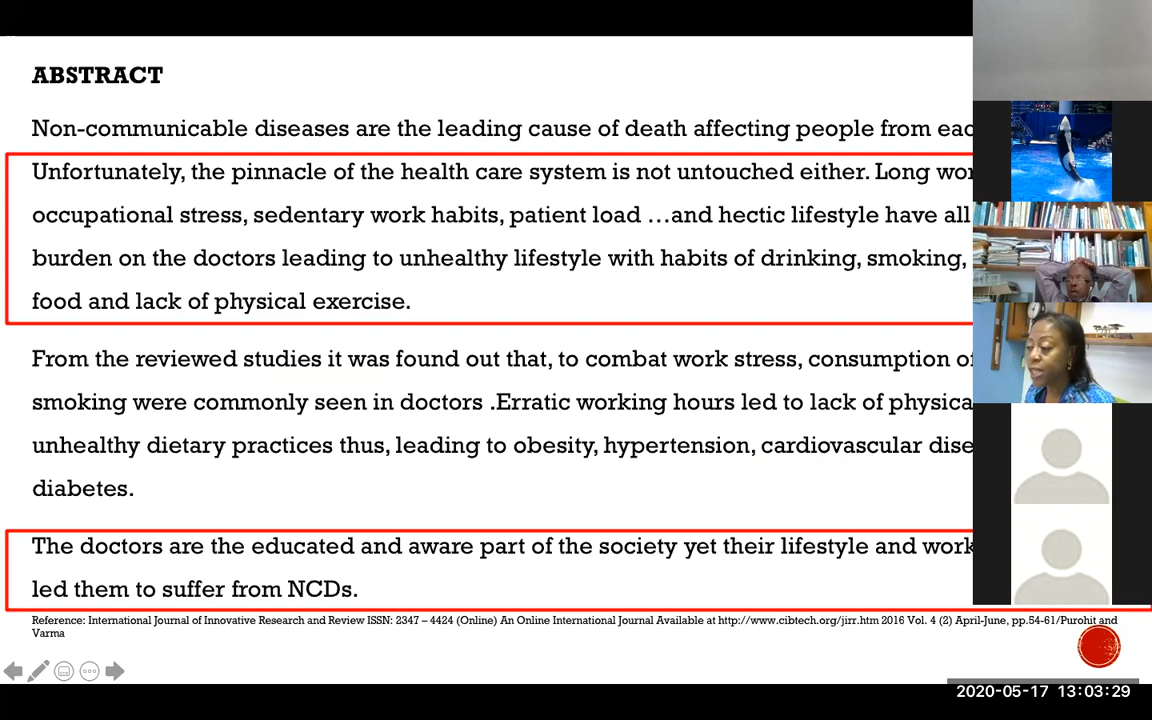 ABSTRACT
Non-communicable diseases are the leading cause of death affecting people from
Unfortunately, the pinnacle of the health care system is not untouched either. Long
occupational stress, sedentary work habits, patient load ...and hectic lifestyle have all
burden on the doctors leading to unhealthy lifestyle with habits of drinking, smoking,
food and lack of physical exercise.
From the reviewed studies it was found out that, to combat work stress, consumption
smoking were commonly seen in doctors .Erratic working hours led to lack of
unhealthy dietary practices thus, leading to obesity, hypertension, cardiovascular
diabetes.
The doctors are the educated and aware part of the society yet their lifestyle and work
led them to suffer from NCDs.
Reference: International Journal of Innovative Research and Review ISSN: 2347 – 4424 (Online) An Online International Journal Available at http://www.cibtech.org/jirr.htm 2016 Vol. 4 (2) April-June, pp.54-61/Purohit and
Varma
2020-05-17 13:03:29